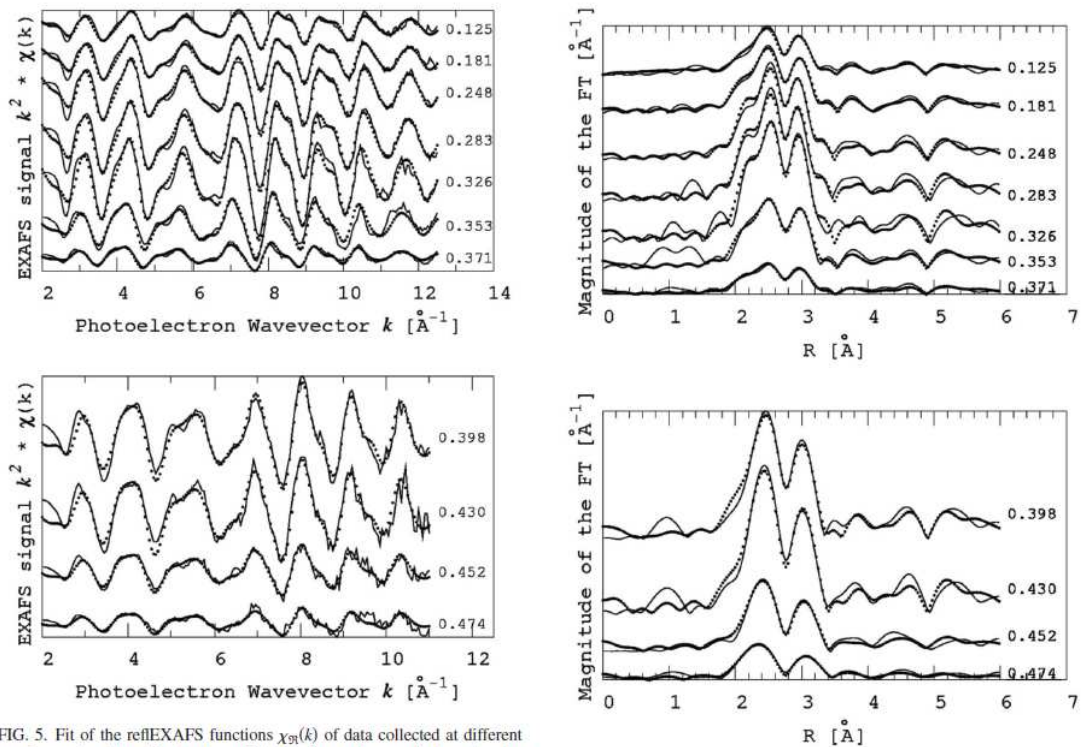 EXAFS signal k² * χ(k)
0.125
0.181
0.248
0.283
0.326
0.353
0.371
2 4 6 8 10 12 14
Photoelectron Wavevector k [Å⁻¹]
Magnitude of the FT [Å⁻¹]
0.125
0.181
0.248
0.283
0.326
0.353
0.371
0 1 2 3 4 5 6 7
R [Å]
EXAFS signal k² * χ(k)
0.398
0.430
0.452
0.474
2 4 6 8 10 12
Photoelectron Wavevector k [Å⁻¹]
Magnitude of the FT [Å⁻¹]
0.398
0.430
0.452
0.474
0 1 2 3 4 5 6 7
R [Å]
FIG. 5. Fit of the reflEXAFS functions χℜ(k) of data collected at different